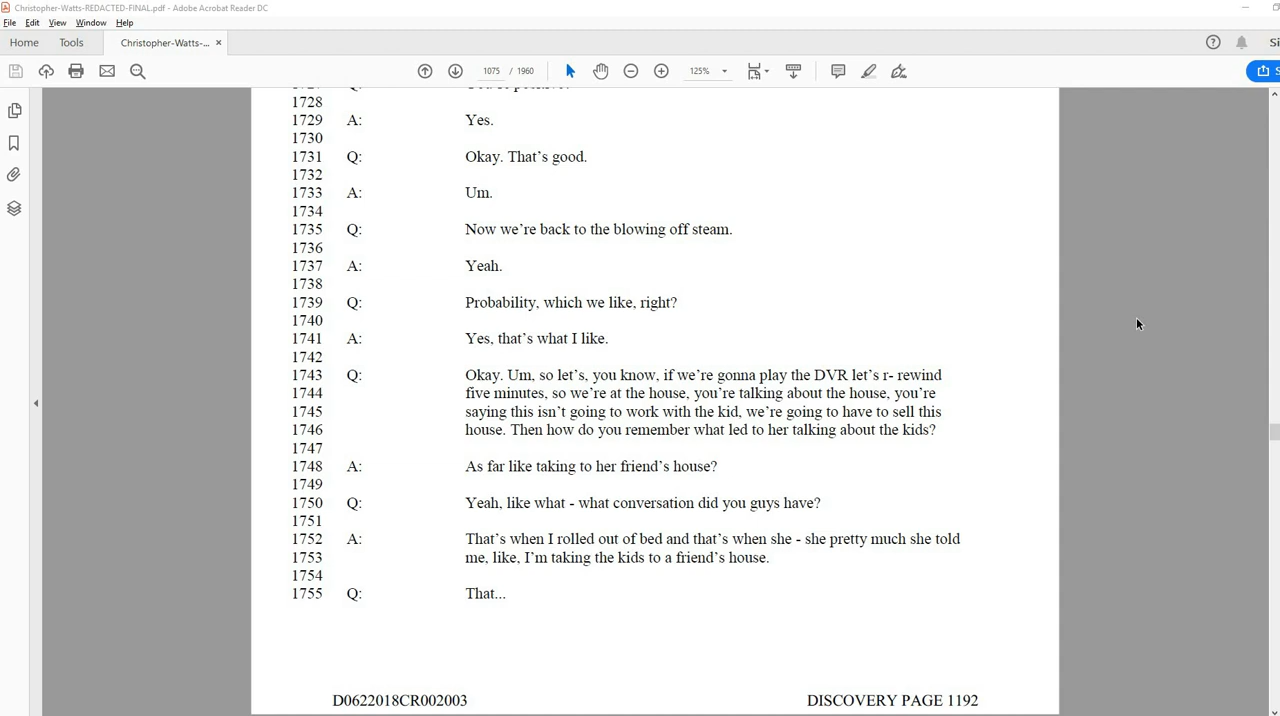 Christopher-Watts-REDACTED-FINAL.pdf - Adobe Acrobat Reader DC
File Edit View Window Help
Home Tools Christopher-Watts-... ×
1075 / 1960 125%
1728
1729 A: Yes.
1730
1731 Q: Okay. That's good.
1732
1733 A: Um.
1734
1735 Q: Now we're back to the blowing off steam.
1736
1737 A: Yeah.
1738
1739 Q: Probability, which we like, right?
1740
1741 A: Yes, that's what I like.
1742
1743 Q: Okay. Um, so let's, you know, if we're gonna play the DVR let's r- rewind
1744 five minutes, so we're at the house, you're talking about the house, you're
1745 saying this isn't going to work with the kid, we're going to have to sell this
1746 house. Then how do you remember what led to her talking about the kids?
1747
1748 A: As far like taking to her friend's house?
1749
1750 Q: Yeah, like what - what conversation did you guys have?
1751
1752 A: That's when I rolled out of bed and that's when she - she pretty much she told
1753 me, like, I'm taking the kids to a friend's house.
1754
1755 Q: That...
D0622018CR002003 DISCOVERY PAGE 1192